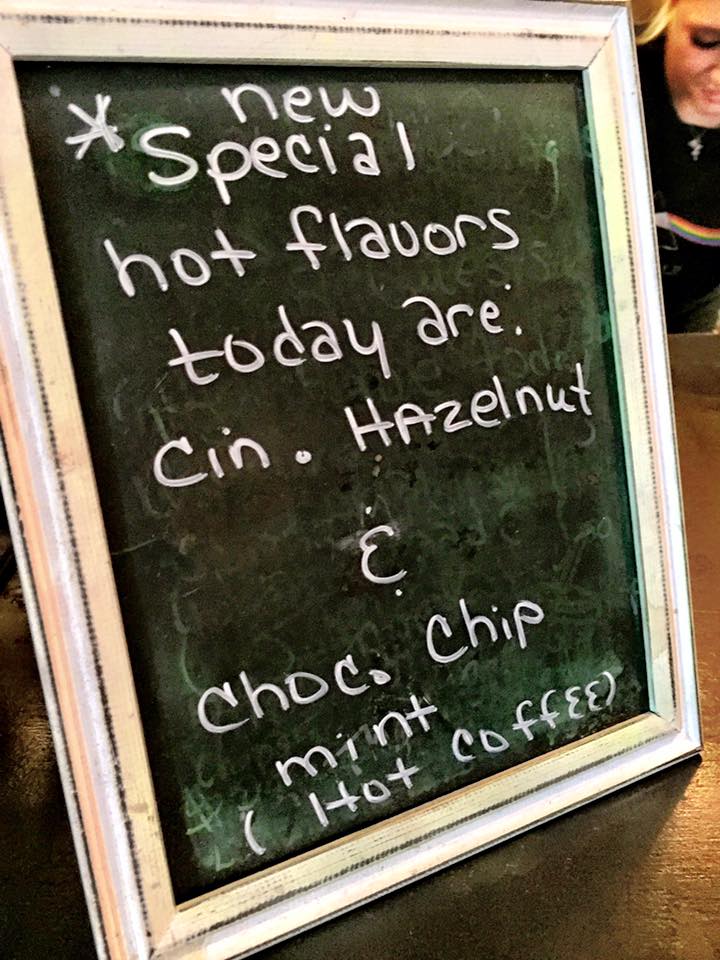 new
* Special
hot flavors
today are:
Cin. HAzelnut
&
Choc. Chip
mint
( Hot coffEE)